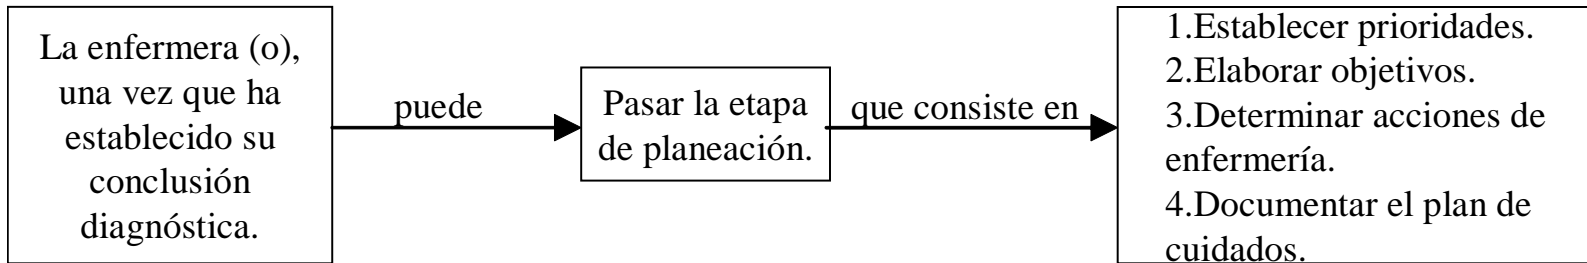 La enfermera (o),
una vez que ha
establecido su
conclusión
diagnóstica.
puede
Pasar la etapa
de planeación.
que consiste en
1.Establecer prioridades.
2.Elaborar objetivos.
3.Determinar acciones de
enfermería.
4.Documentar el plan de
cuidados.